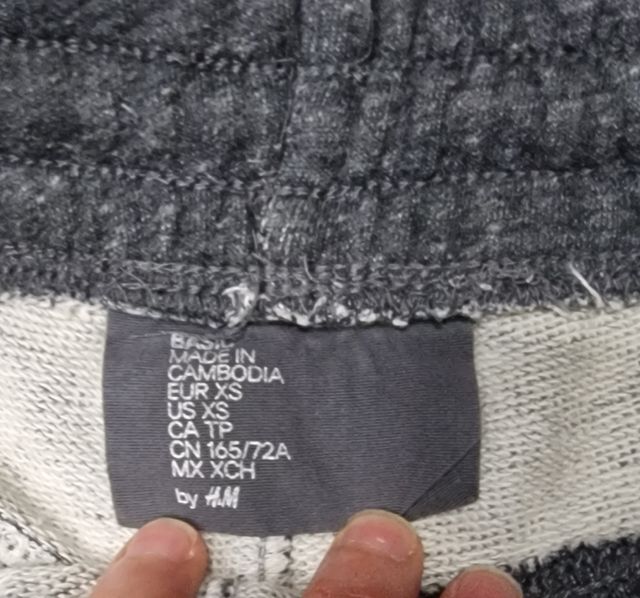 BASIC
MADE IN
CAMBODIA
EUR XS
US XS
CA TP
CN 165/72A
MX XCH
by H&M